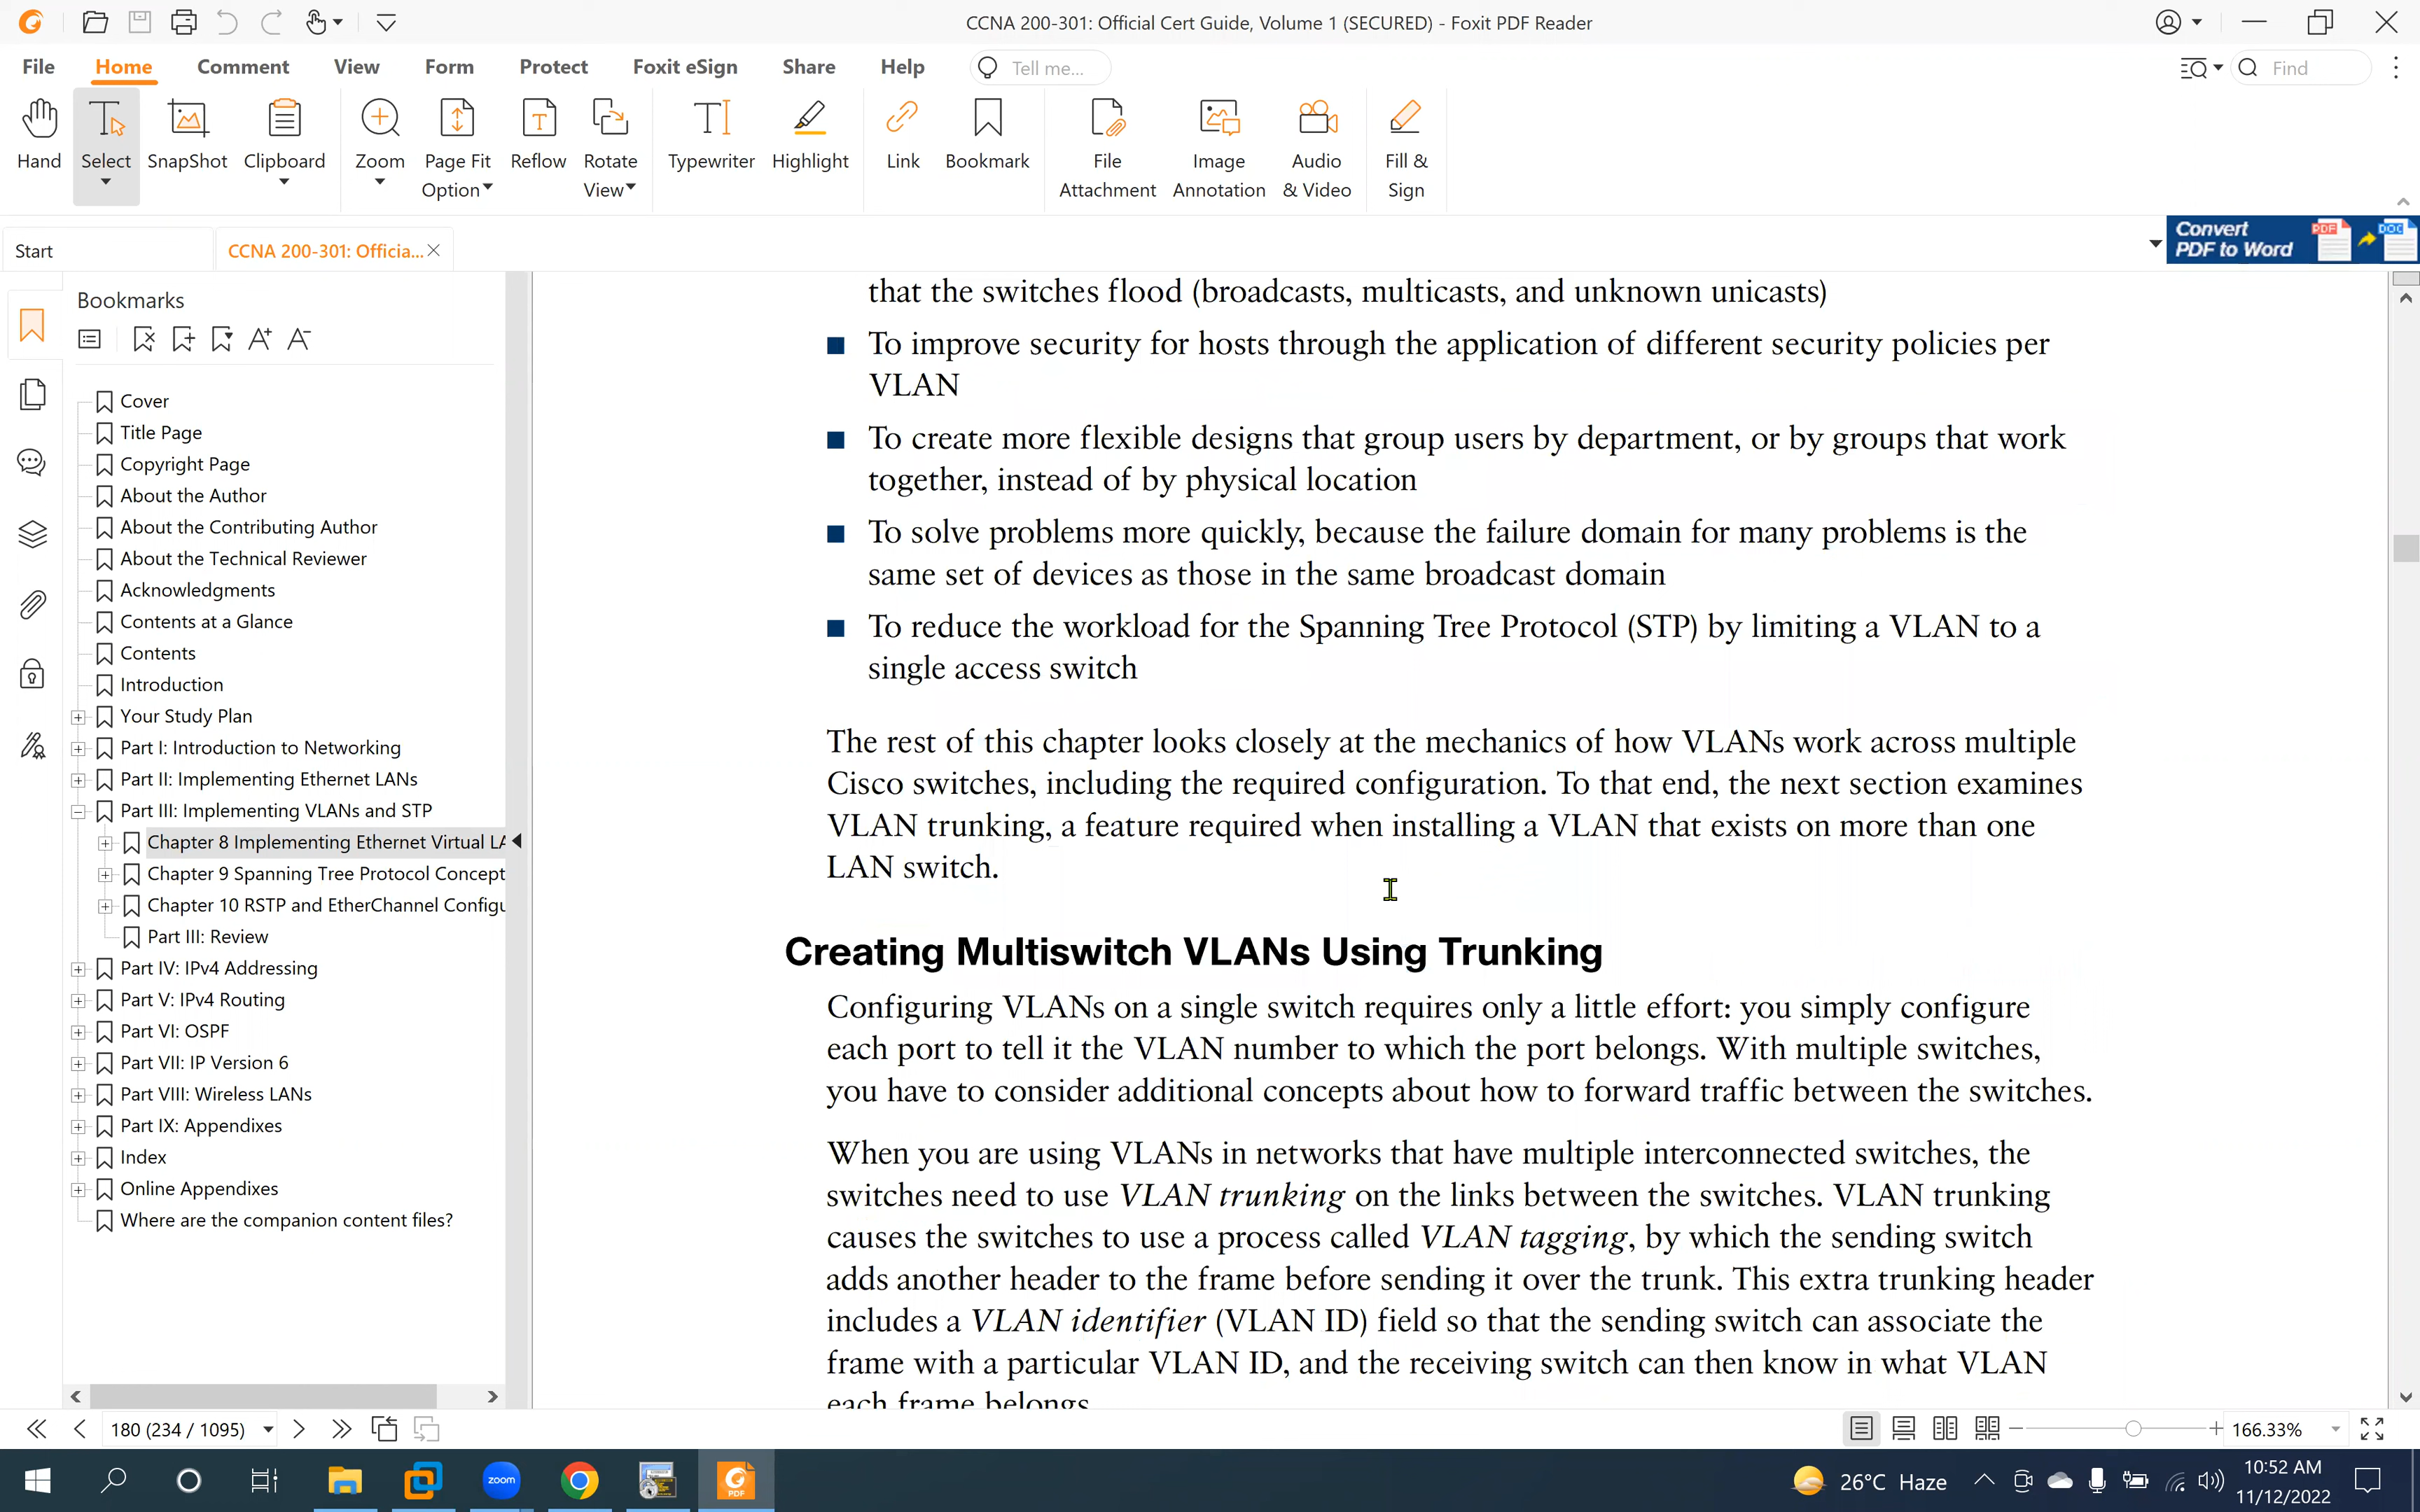 CCNA 200-301: Official Cert Guide, Volume 1 (SECURED) - Foxit PDF Reader
File Home Comment View Form Protect Foxit eSign Share Help Tell me... Find
Hand Select SnapShot Clipboard Zoom Page Fit Option Reflow Rotate View Typewriter Highlight Link Bookmark File Attachment Image Annotation Audio & Video Fill & Sign
Start CCNA 200-301: Officia...
Convert
PDF to Word
PDF DOC
Bookmarks
Cover
Title Page
Copyright Page
About the Author
About the Contributing Author
About the Technical Reviewer
Acknowledgments
Contents at a Glance
Contents
Introduction
Your Study Plan
Part I: Introduction to Networking
Part II: Implementing Ethernet LANs
Part III: Implementing VLANs and STP
Chapter 8 Implementing Ethernet Virtual LA
Chapter 9 Spanning Tree Protocol Concept
Chapter 10 RSTP and EtherChannel Configu
Part III: Review
Part IV: IPv4 Addressing
Part V: IPv4 Routing
Part VI: OSPF
Part VII: IP Version 6
Part VIII: Wireless LANs
Part IX: Appendixes
Index
Online Appendixes
Where are the companion content files?
that the switches flood (broadcasts, multicasts, and unknown unicasts)
■ To improve security for hosts through the application of different security policies per
VLAN
■ To create more flexible designs that group users by department, or by groups that work
together, instead of by physical location
■ To solve problems more quickly, because the failure domain for many problems is the
same set of devices as those in the same broadcast domain
■ To reduce the workload for the Spanning Tree Protocol (STP) by limiting a VLAN to a
single access switch
The rest of this chapter looks closely at the mechanics of how VLANs work across multiple
Cisco switches, including the required configuration. To that end, the next section examines
VLAN trunking, a feature required when installing a VLAN that exists on more than one
LAN switch.
Creating Multiswitch VLANs Using Trunking
Configuring VLANs on a single switch requires only a little effort: you simply configure
each port to tell it the VLAN number to which the port belongs. With multiple switches,
you have to consider additional concepts about how to forward traffic between the switches.
When you are using VLANs in networks that have multiple interconnected switches, the
switches need to use VLAN trunking on the links between the switches. VLAN trunking
causes the switches to use a process called VLAN tagging, by which the sending switch
adds another header to the frame before sending it over the trunk. This extra trunking header
includes a VLAN identifier (VLAN ID) field so that the sending switch can associate the
frame with a particular VLAN ID, and the receiving switch can then know in what VLAN
each frame belongs.
180 (234 / 1095) 166.33%
zoom PDF 26°C Haze 10:52 AM
11/12/2022